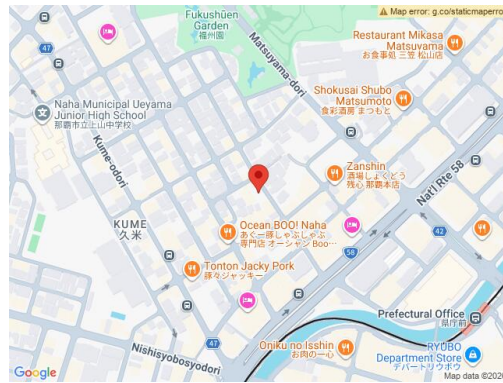 Map error: g.co/staticmaperro
Fukushūen
Garden
福州園
Matsuyama-dori
Restaurant Mikasa
Matsuyama
お食事処 三笠 松山店
47
Naha Municipal Ueyama
Junior High School
那覇市立上山中学校
Shokusai Shubo
Matsumoto
食彩酒房 まつもと
Kume-odori
Zanshin
酒場しょくどう
残心 那覇本店
Nat'l Rte 58
KUME
久米
Ocean BOO! Naha
あぐー豚しゃぶしゃぶ
専門店 オーシャン Boo…
58
42
Tonton Jacky Pork
豚々ジャッキー
Prefectural Office
県庁前
Nishisyobosyodori
47
Oniku no Isshin
お肉の一心
RYUBO
Department Store
デパートリウボウ
Google
Map data ©202